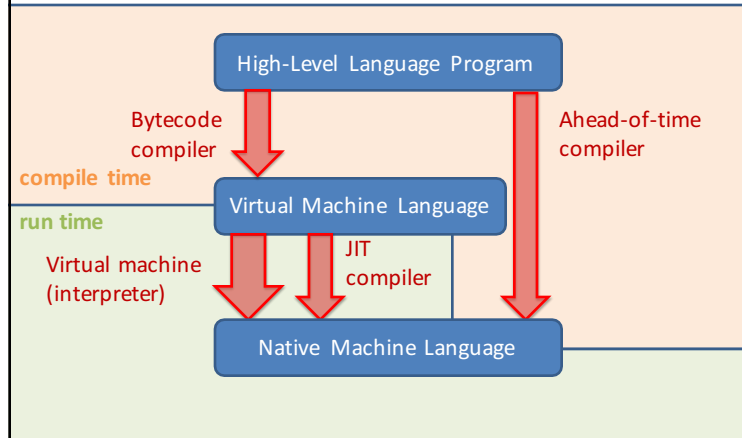 High-Level Language Program
Bytecode
compiler
Ahead-of-time
compiler
compile time
Virtual Machine Language
run time
Virtual machine
(interpreter)
JIT
compiler
Native Machine Language